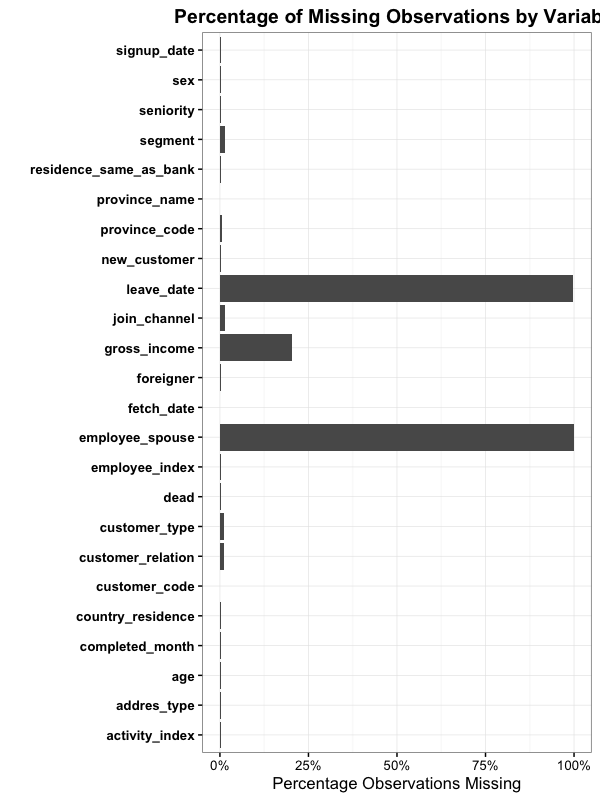 Percentage of Missing Observations by Variab
signup_date
sex
seniority
segment
residence_same_as_bank
province_name
province_code
new_customer
leave_date
join_channel
gross_income
foreigner
fetch_date
employee_spouse
employee_index
dead
customer_type
customer_relation
customer_code
country_residence
completed_month
age
addres_type
activity_index
0% 25% 50% 75% 100%
Percentage Observations Missing